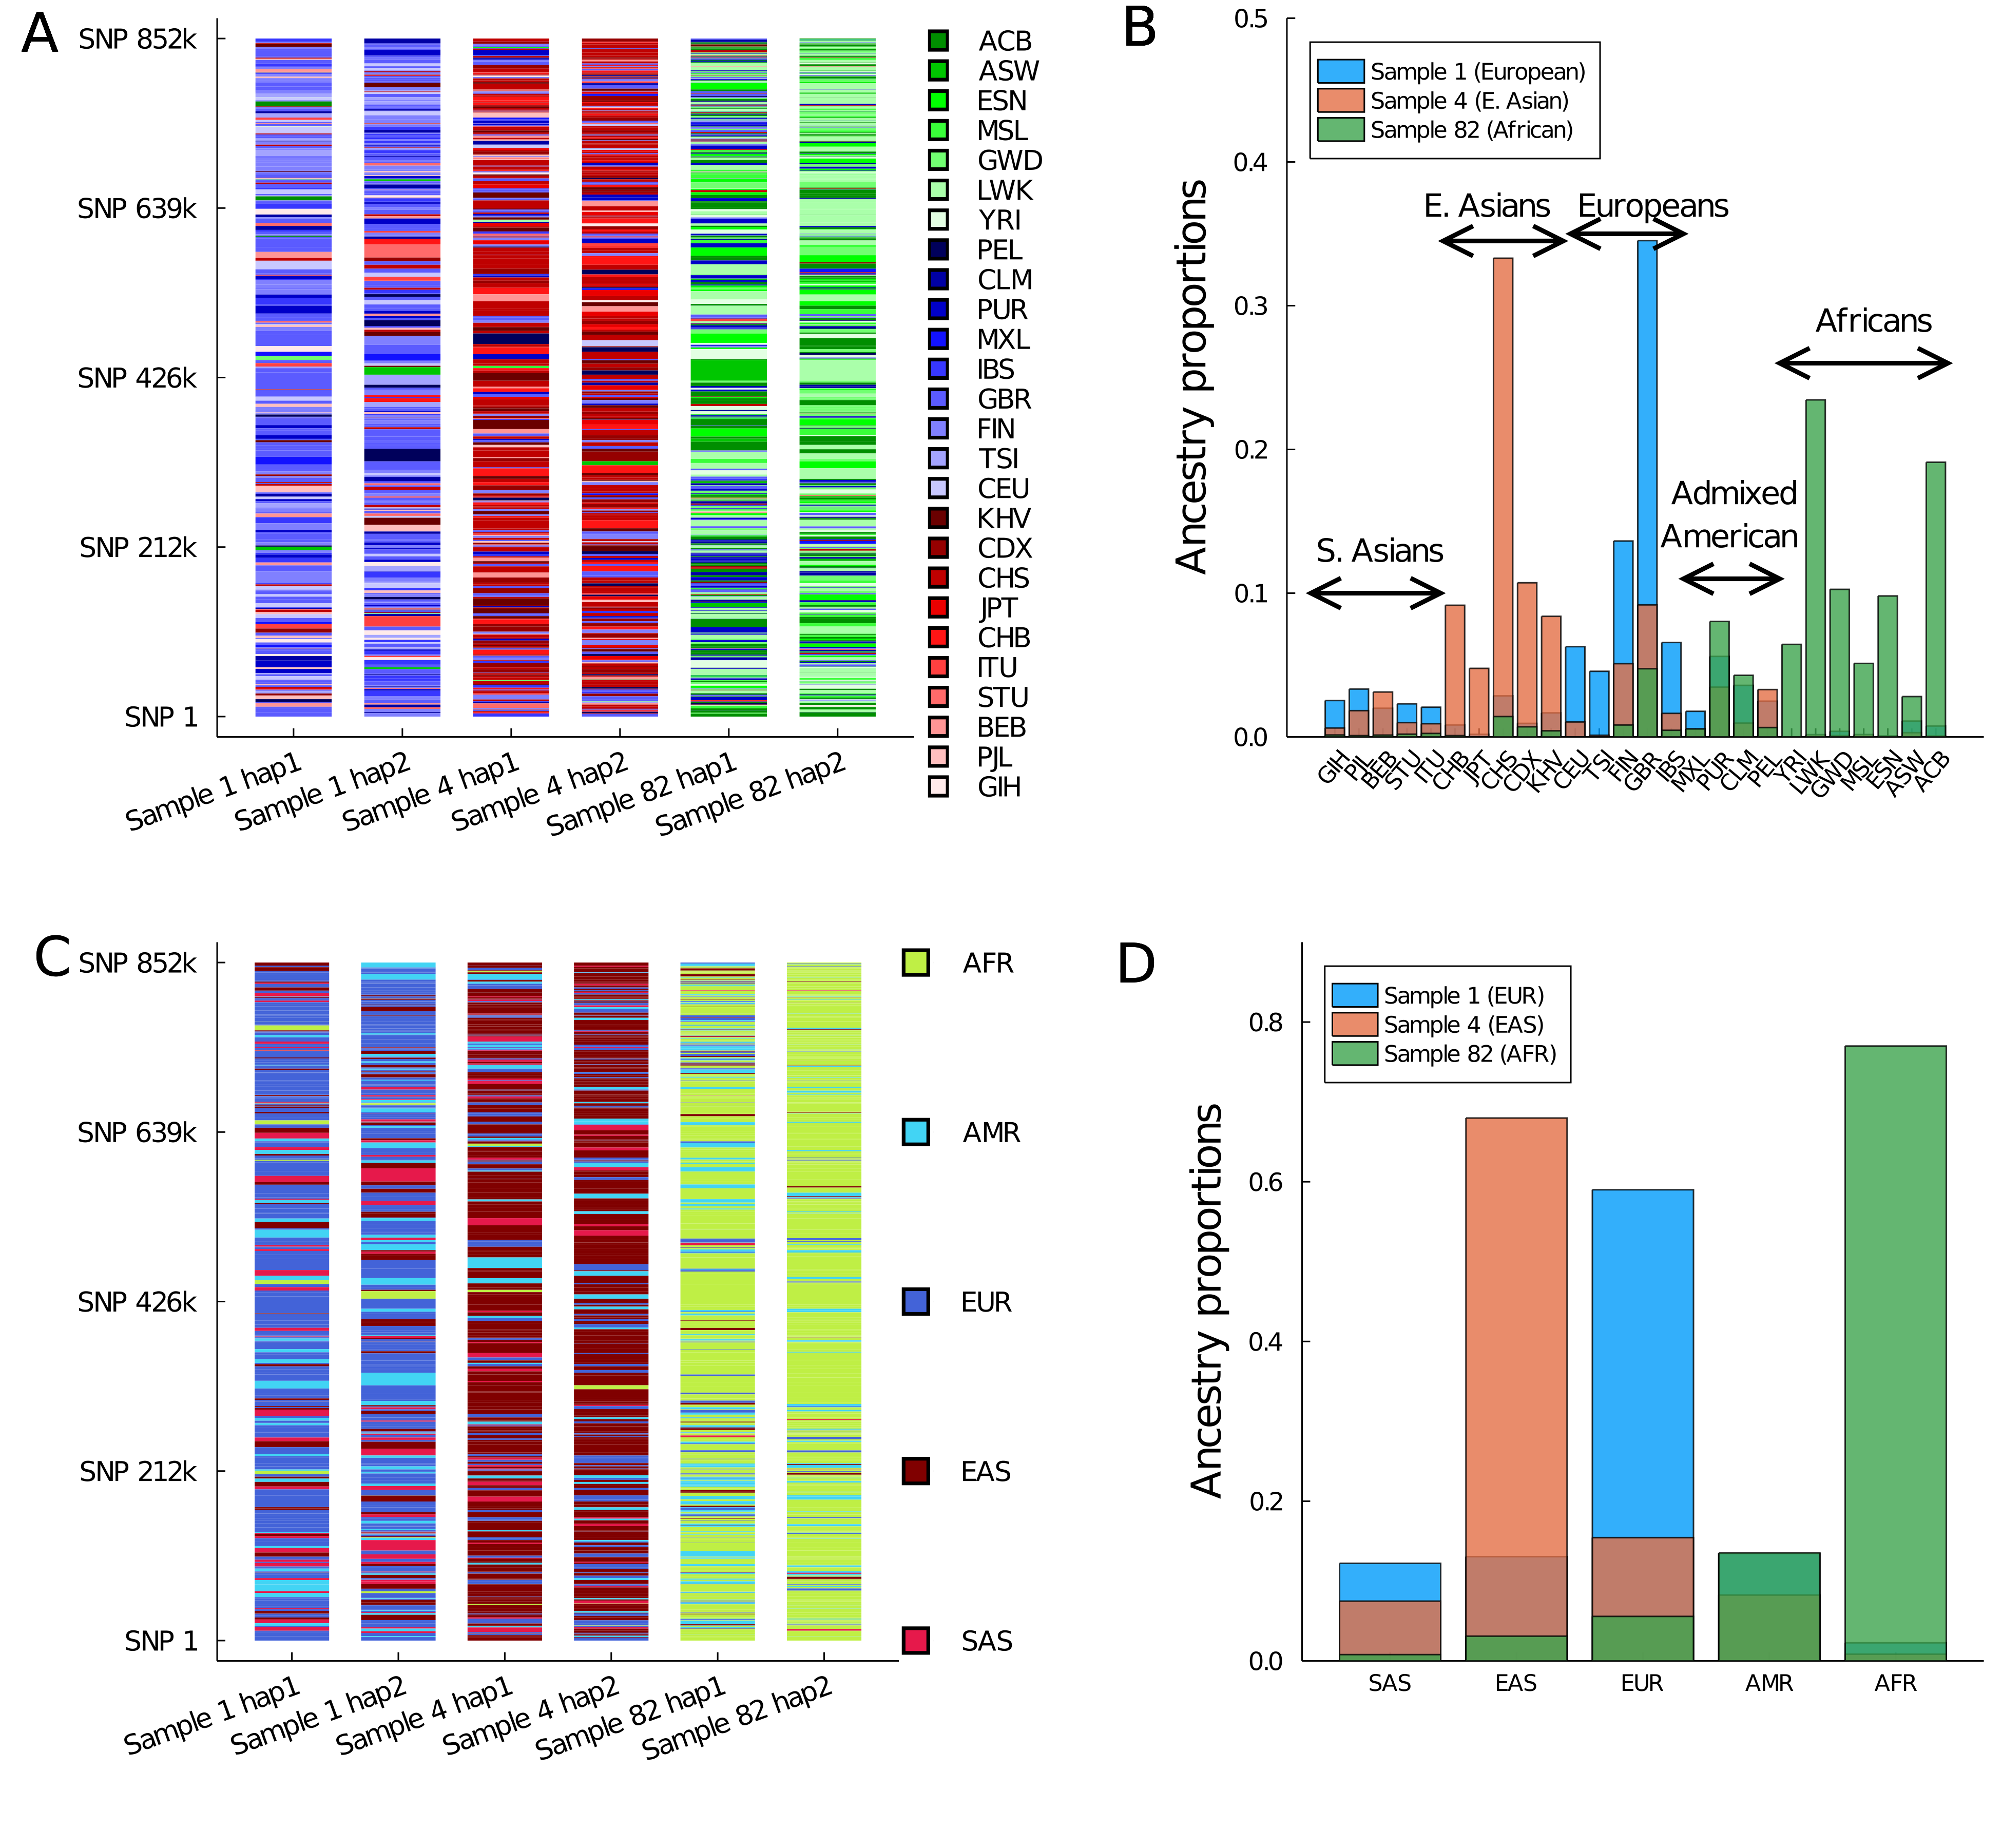 A
SNP 852k
SNP 639k
SNP 426k
SNP 212k
SNP 1
Sample 1 hap1
Sample 1 hap2
Sample 4 hap1
Sample 4 hap2
Sample 82 hap1
Sample 82 hap2
ACB
ASW
ESN
MSL
GWD
LWK
YRI
PEL
CLM
PUR
MXL
IBS
GBR
FIN
TSI
CEU
KHV
CDX
CHS
JPT
CHB
ITU
STU
BEB
PJL
GIH
B
Ancestry proportions
0.5
0.4
0.3
0.2
0.1
0.0
Sample 1 (European)
Sample 4 (E. Asian)
Sample 82 (African)
E. Asians
Europeans
Africans
Admixed
American
S. Asians
GIH
PJL
BEB
STU
ITU
CHB
JPT
CHS
CDX
KHV
CEU
TSI
FIN
GBR
IBS
MXL
PUR
CLM
PEL
YRI
LWK
GWD
MSL
ESN
ASW
ACB
C
SNP 852k
SNP 639k
SNP 426k
SNP 212k
SNP 1
Sample 1 hap1
Sample 1 hap2
Sample 4 hap1
Sample 4 hap2
Sample 82 hap1
Sample 82 hap2
AFR
AMR
EUR
EAS
SAS
D
Ancestry proportions
0.8
0.6
0.4
0.2
0.0
Sample 1 (EUR)
Sample 4 (EAS)
Sample 82 (AFR)
SAS
EAS
EUR
AMR
AFR